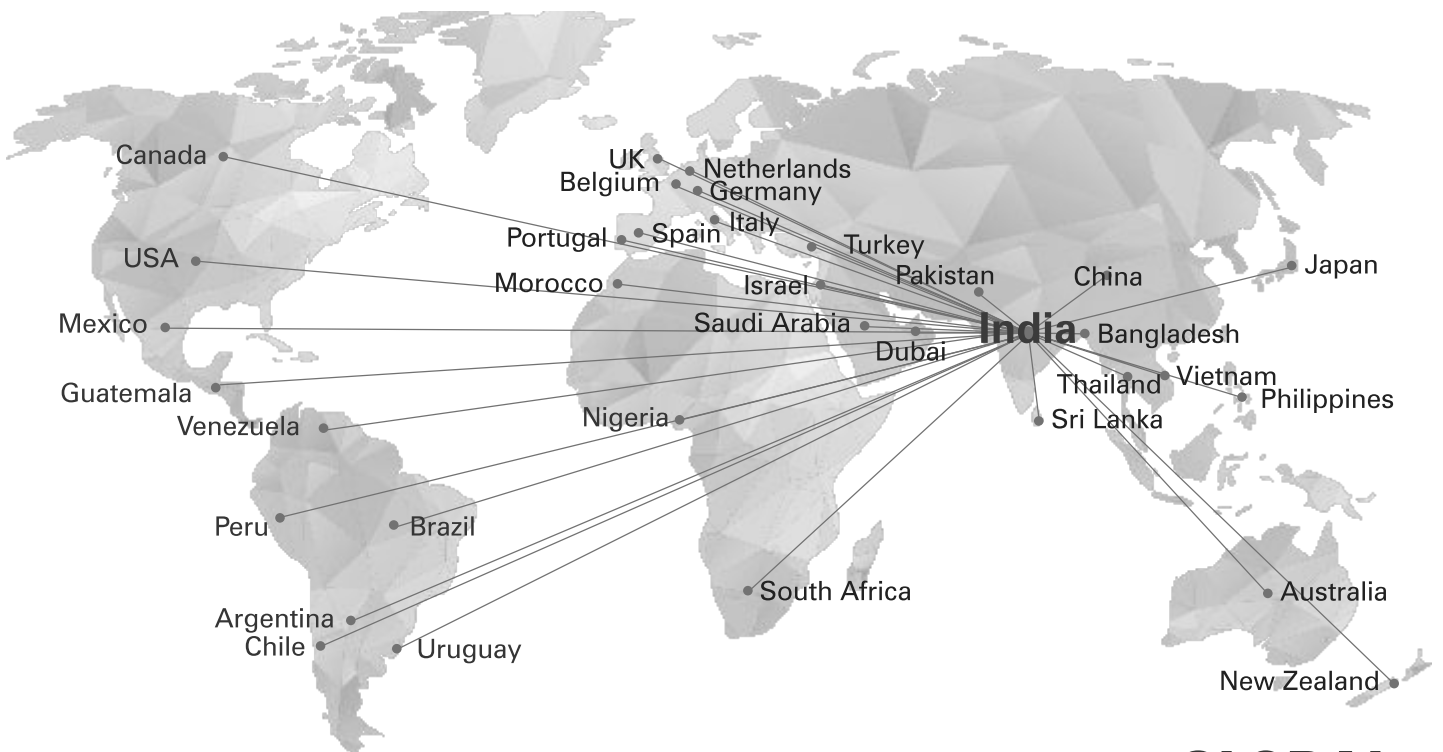 Canada
UK
Netherlands
Belgium
Germany
Italy
Spain
Portugal
Turkey
USA
Pakistan
China
Japan
Morocco
Israel
Mexico
Saudi Arabia
India
Bangladesh
Dubai
Guatemala
Thailand
Vietnam
Philippines
Venezuela
Nigeria
Sri Lanka
Peru
Brazil
South Africa
Australia
Argentina
Chile
Uruguay
New Zealand